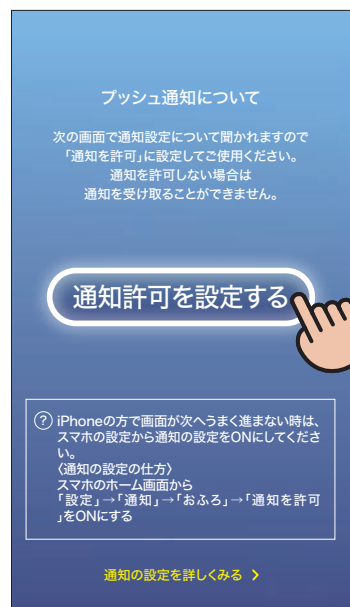 プッシュ通知について
次の画面で通知設定について聞かれますので
「通知を許可」に設定してご使用ください。
通知を許可しない場合は
通知を受け取ることができません。
通知許可を設定する
? iPhoneの方で画面が次へうまく進まない時は、
スマホの設定から通知の設定をONにしてくださ
い。
〈通知の設定の仕方〉
スマホのホーム画面から
「設定」→「通知」→「おふろ」→「通知を許可
」をONにする
通知の設定を詳しくみる >